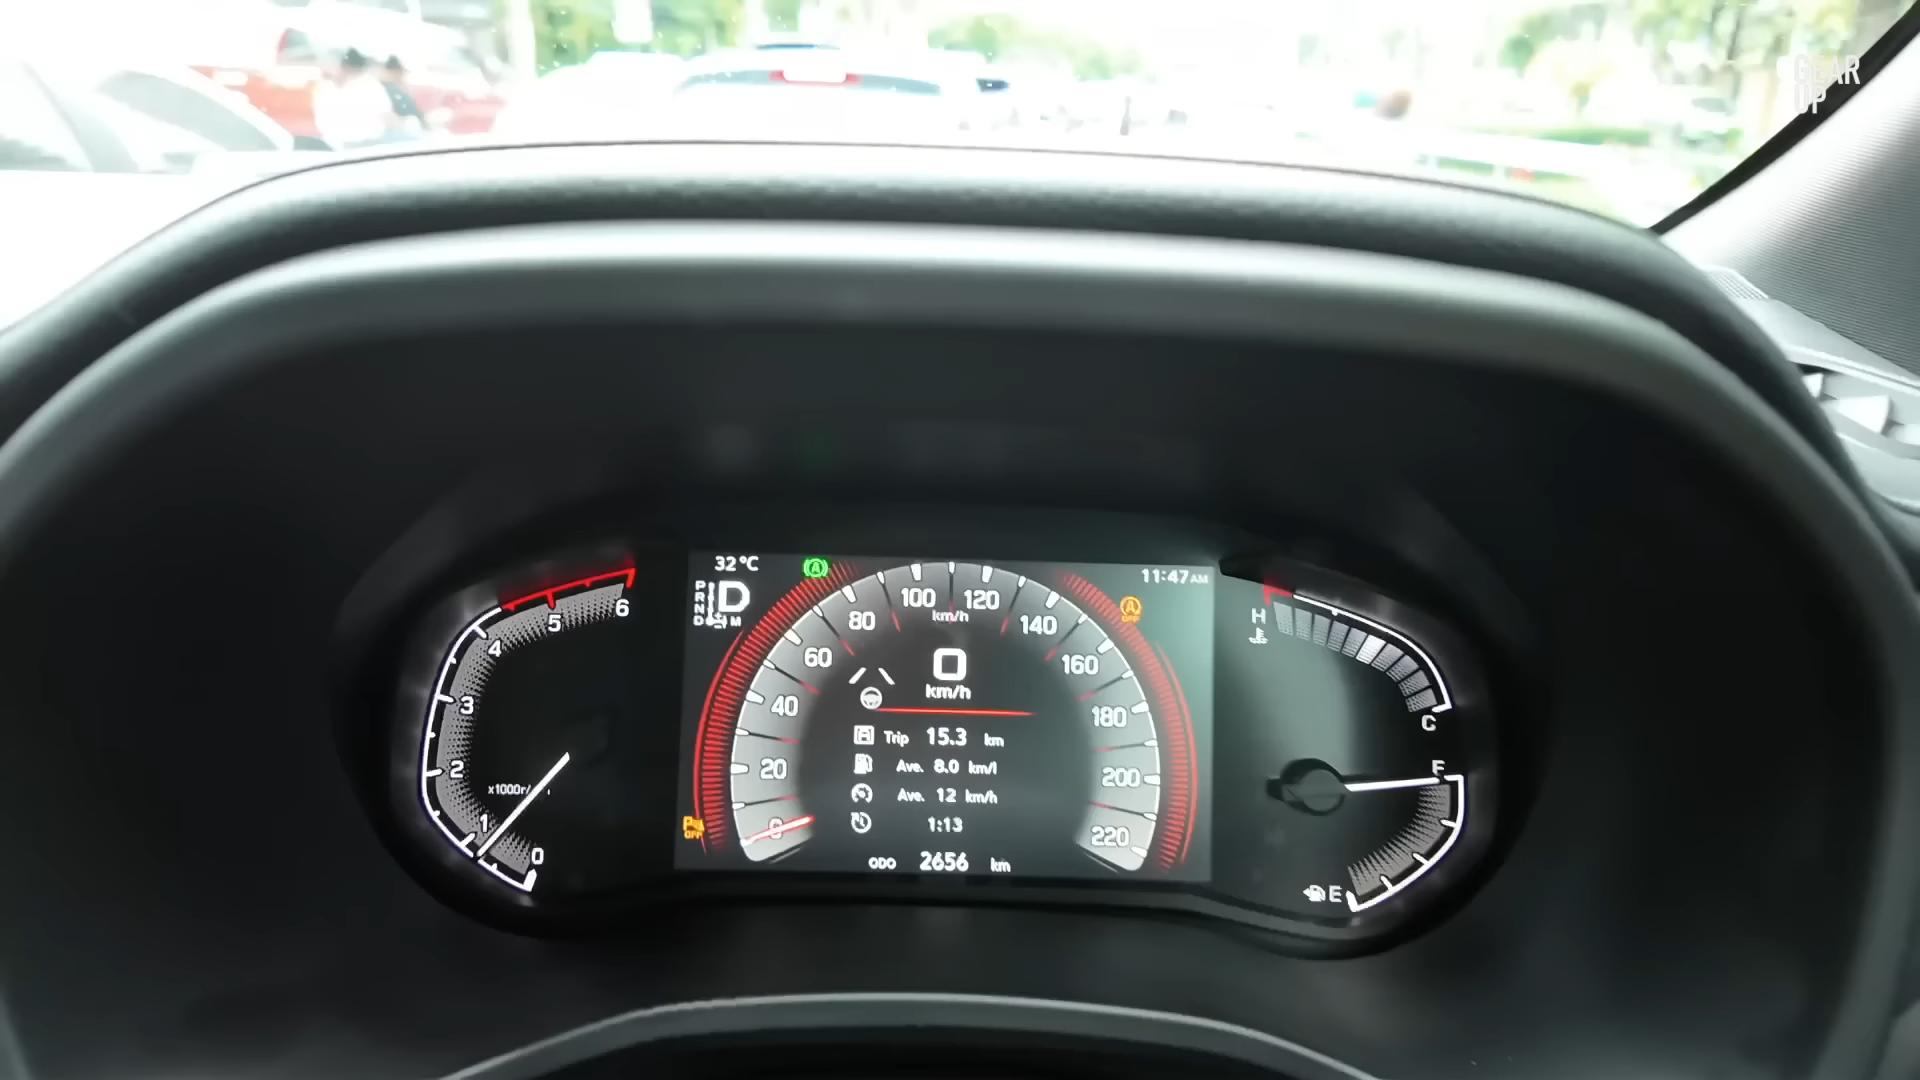 GEAR
UP
32°C
11:47 AM
P
R
N
D
D
+
-
M
A
A
OFF
100
120
km/h
80
140
60
160
40
180
20
200
0
220
0
km/h
Trip 15.3 km
Ave. 8.0 km/l
Ave. 12 km/h
1:13
ODO 2656 km
P
OFF
6
5
4
3
2
x1000r/
1
0
H
C
F
E